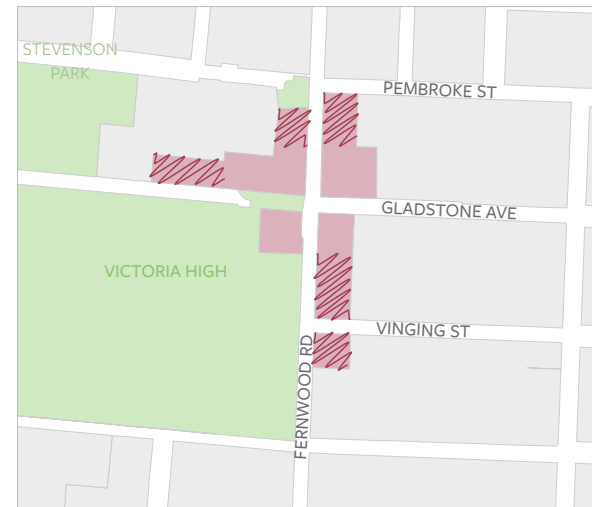 STEVENSON
PARK
PEMBROKE ST
GLADSTONE AVE
VICTORIA HIGH
VINGING ST
FERNWOOD RD